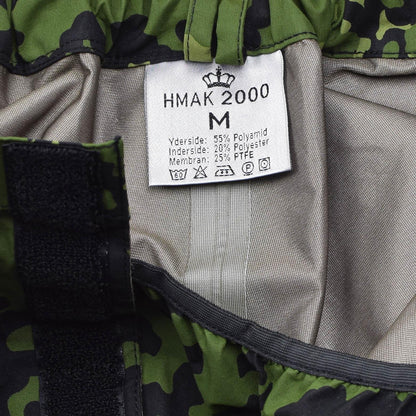 HMAK 2000
M
Yderside: 55% Polyamid
Inderside: 20% Polyester
Membran: 25% PTFE